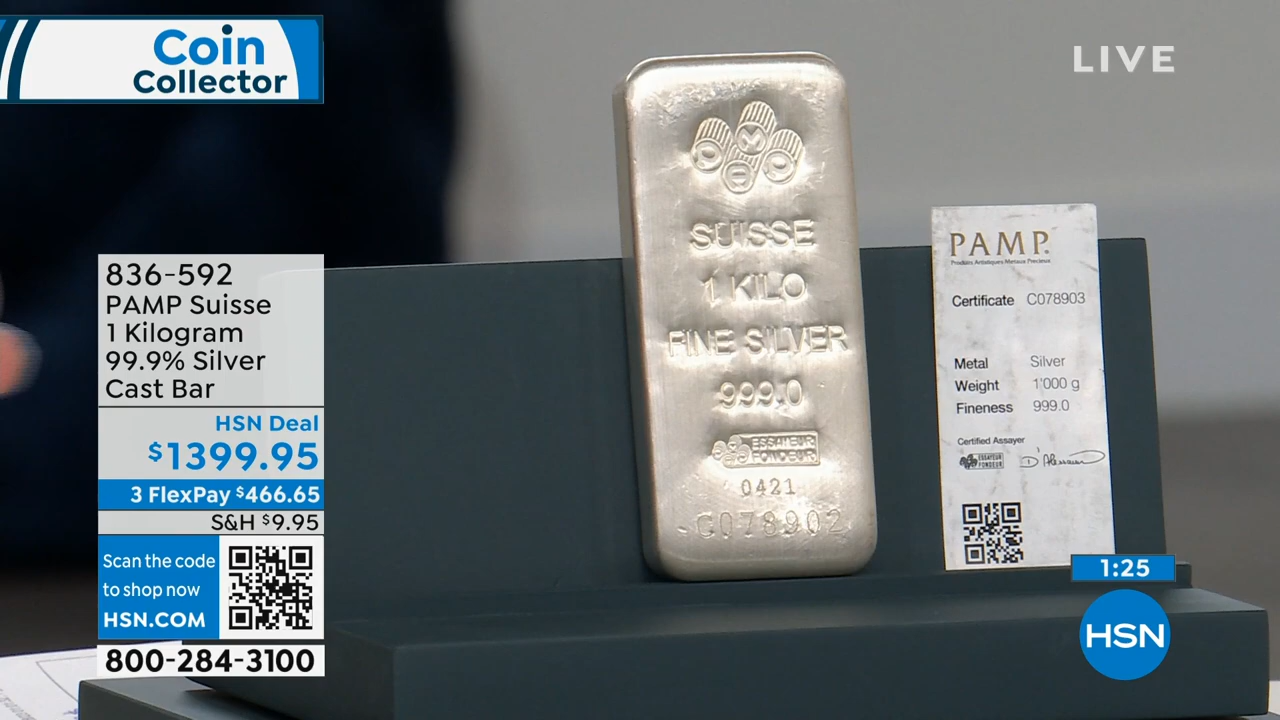 Coin
Collector
LIVE
836-592
PAMP Suisse
1 Kilogram
99.9% Silver
Cast Bar
HSN Deal
$1399.95
3 FlexPay $466.65
S&H $9.95
Scan the code
to shop now
HSN.COM
800-284-3100
PAMP
SUISSE
1 KILO
FINE SILVER
999.0
ESSAYEUR
FONDEUR
0421
C078902
PAMP.
Produits Artistiques Métaux Précieux
Certificate C078903
Metal Silver
Weight 1'000 g
Fineness 999.0
Certified Assayer
ESSAYEUR
FONDEUR
1:25
HSN